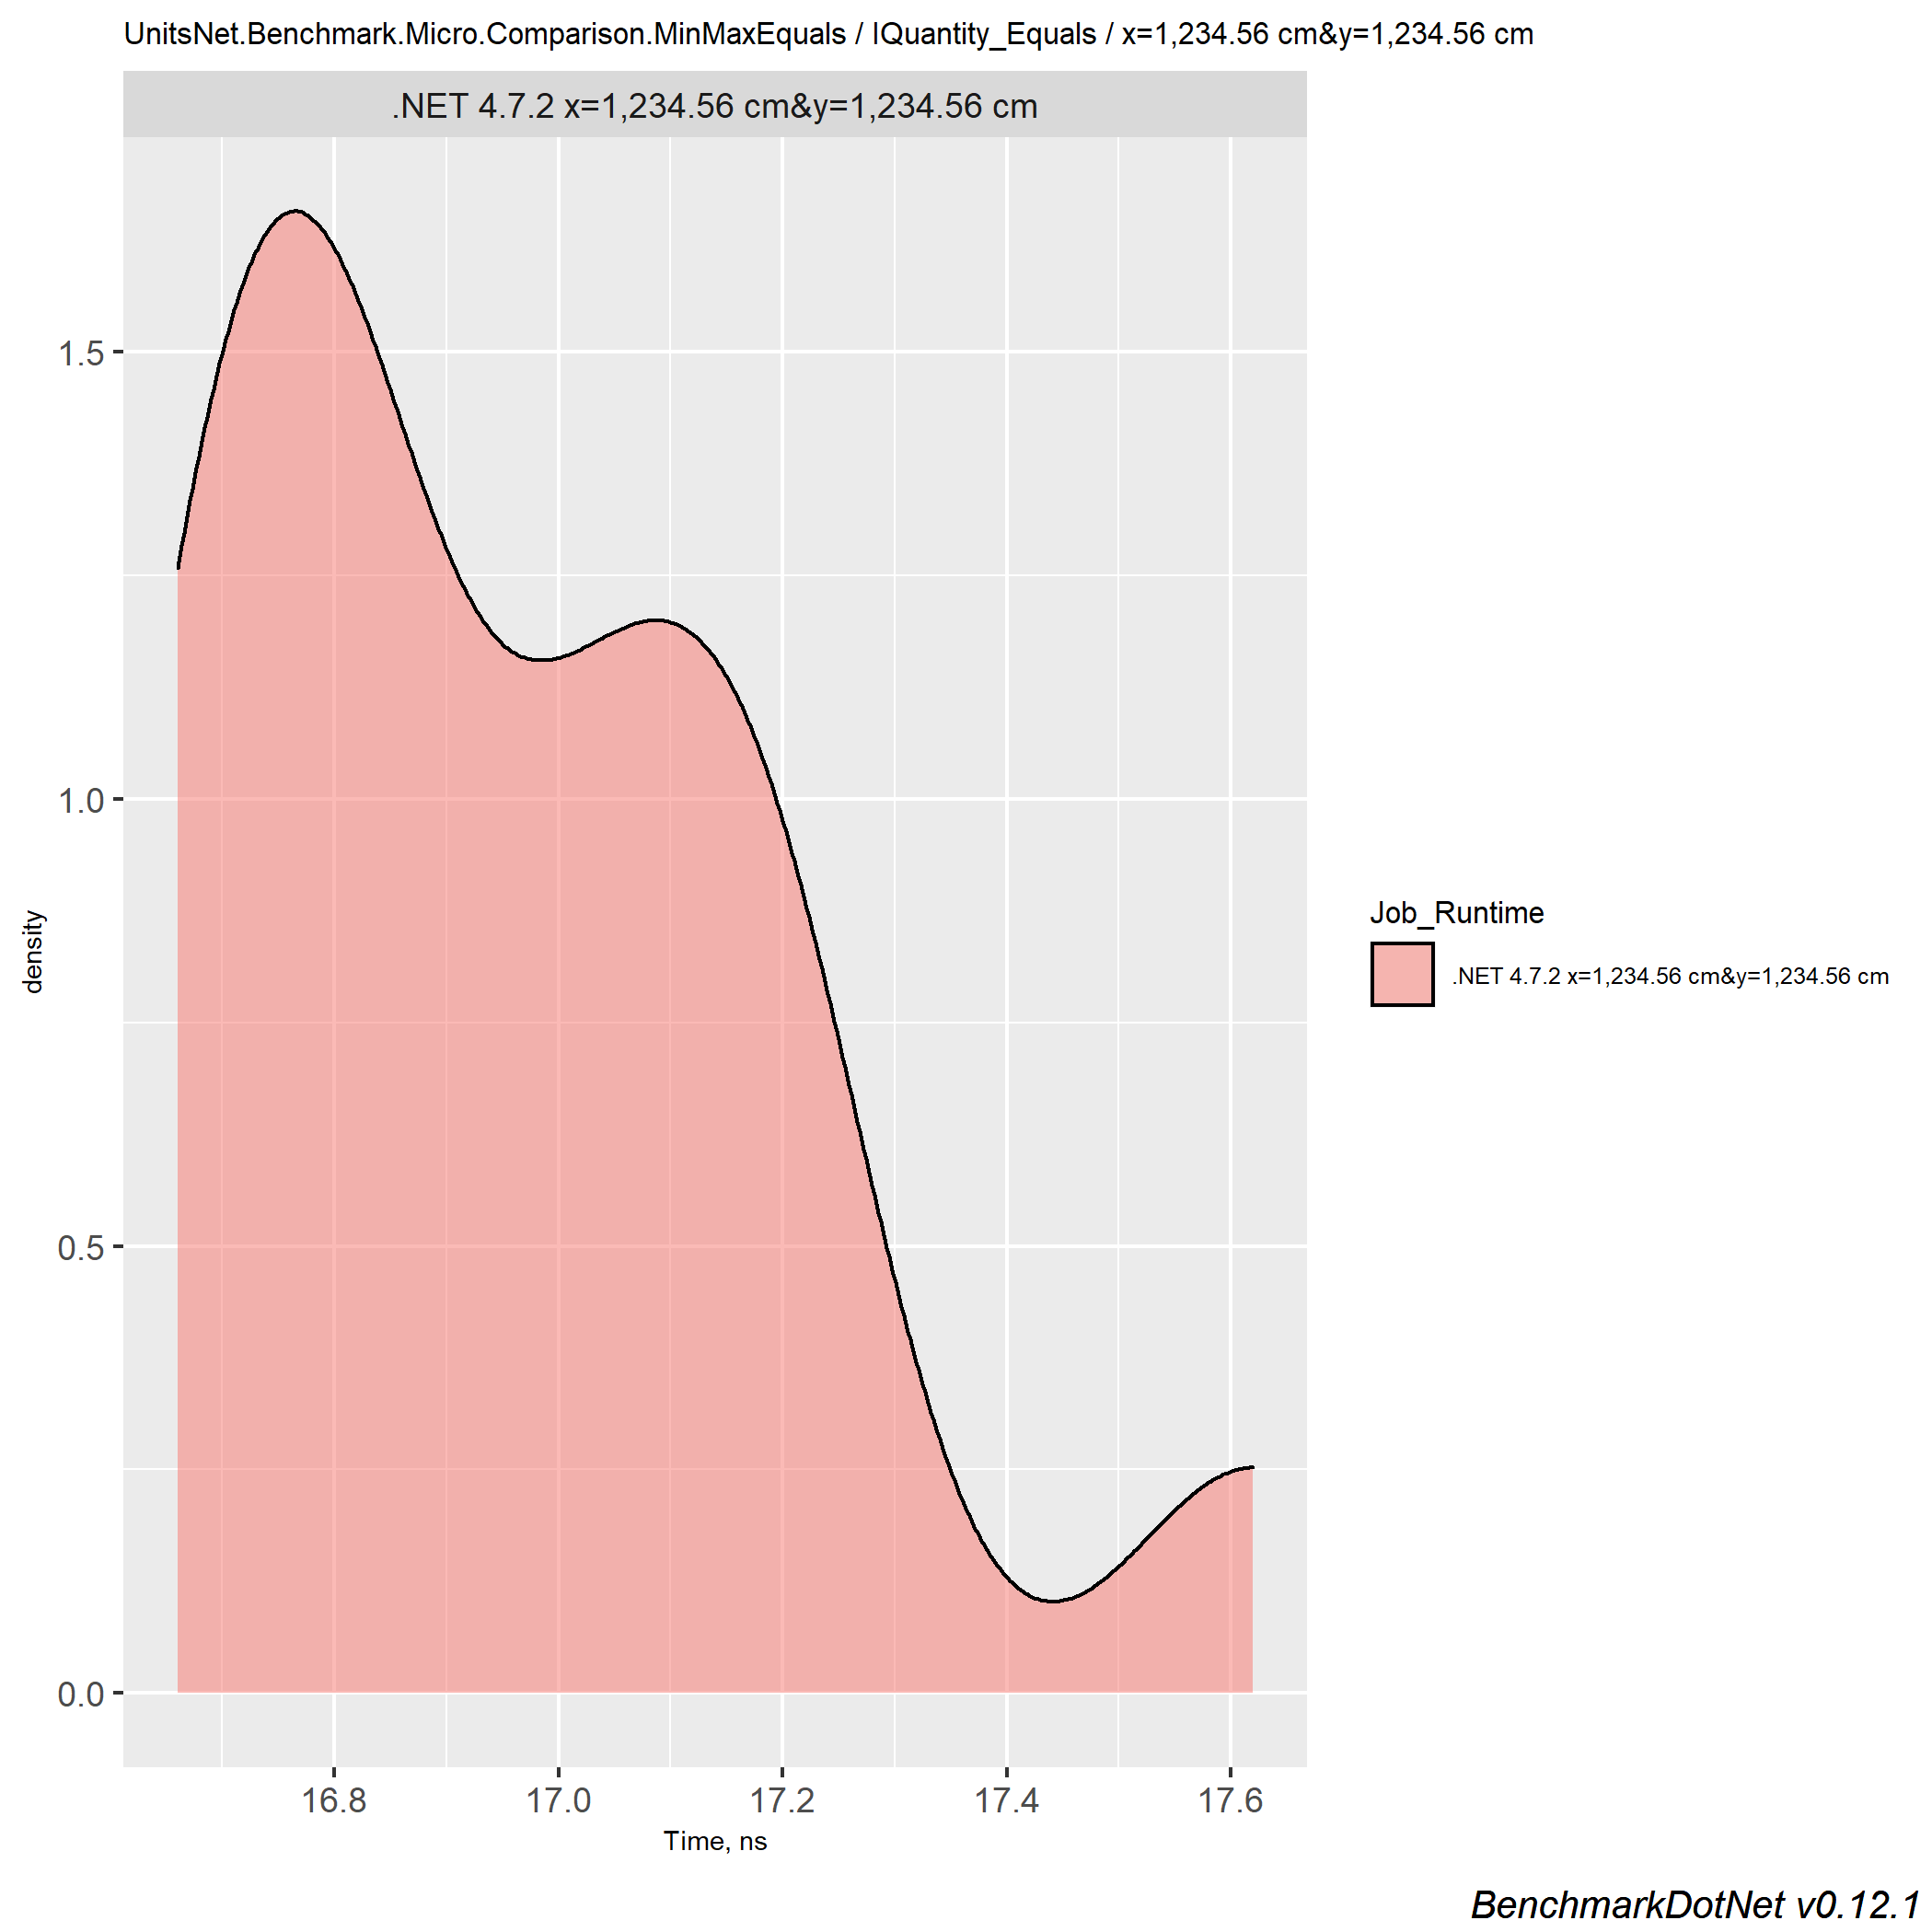 UnitsNet.Benchmark.Micro.Comparison.MinMaxEquals / IQuantity_Equals / x=1,234.56 cm&y=1,234.56 cm
.NET 4.7.2 x=1,234.56 cm&y=1,234.56 cm
1.5
1.0
0.5
0.0
density
16.8 17.0 17.2 17.4 17.6
Time, ns
Job_Runtime
.NET 4.7.2 x=1,234.56 cm&y=1,234.56 cm
BenchmarkDotNet v0.12.1